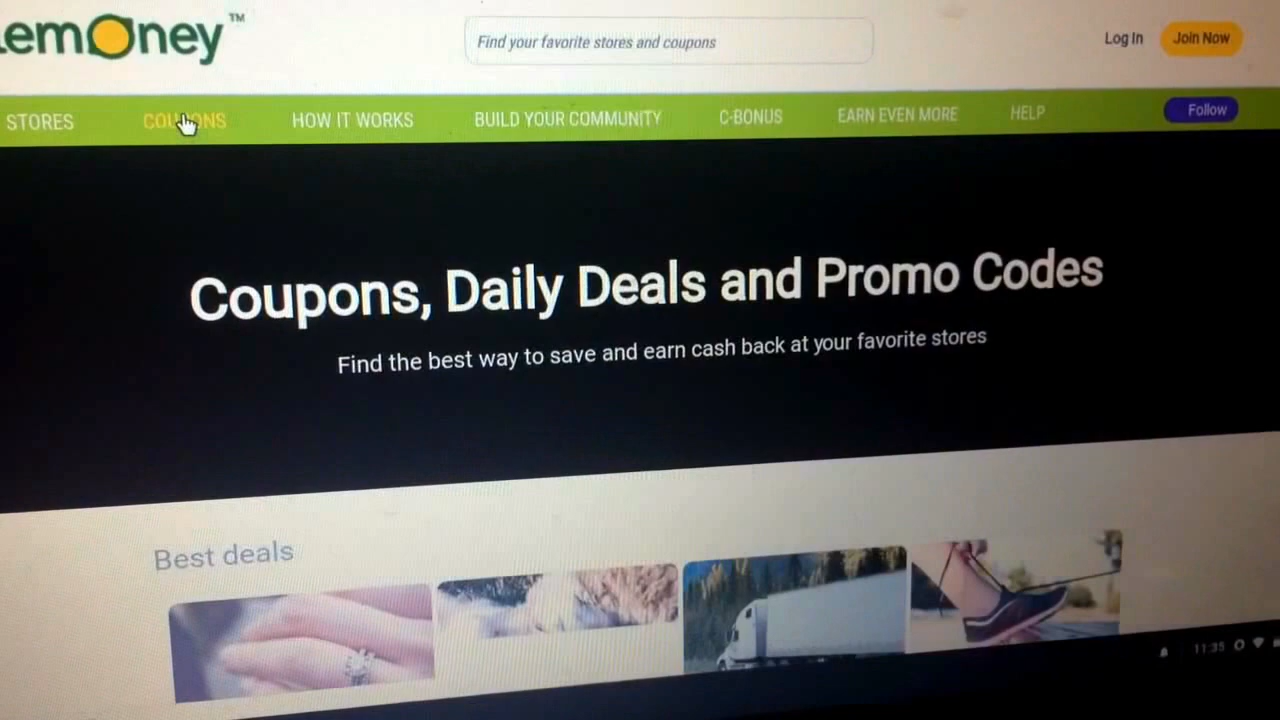 lemoney™
Find your favorite stores and coupons
Log In
Join Now
STORES
COUPONS
HOW IT WORKS
BUILD YOUR COMMUNITY
C-BONUS
EARN EVEN MORE
HELP
Follow
Coupons, Daily Deals and Promo Codes
Find the best way to save and earn cash back at your favorite stores
Best deals
11:35